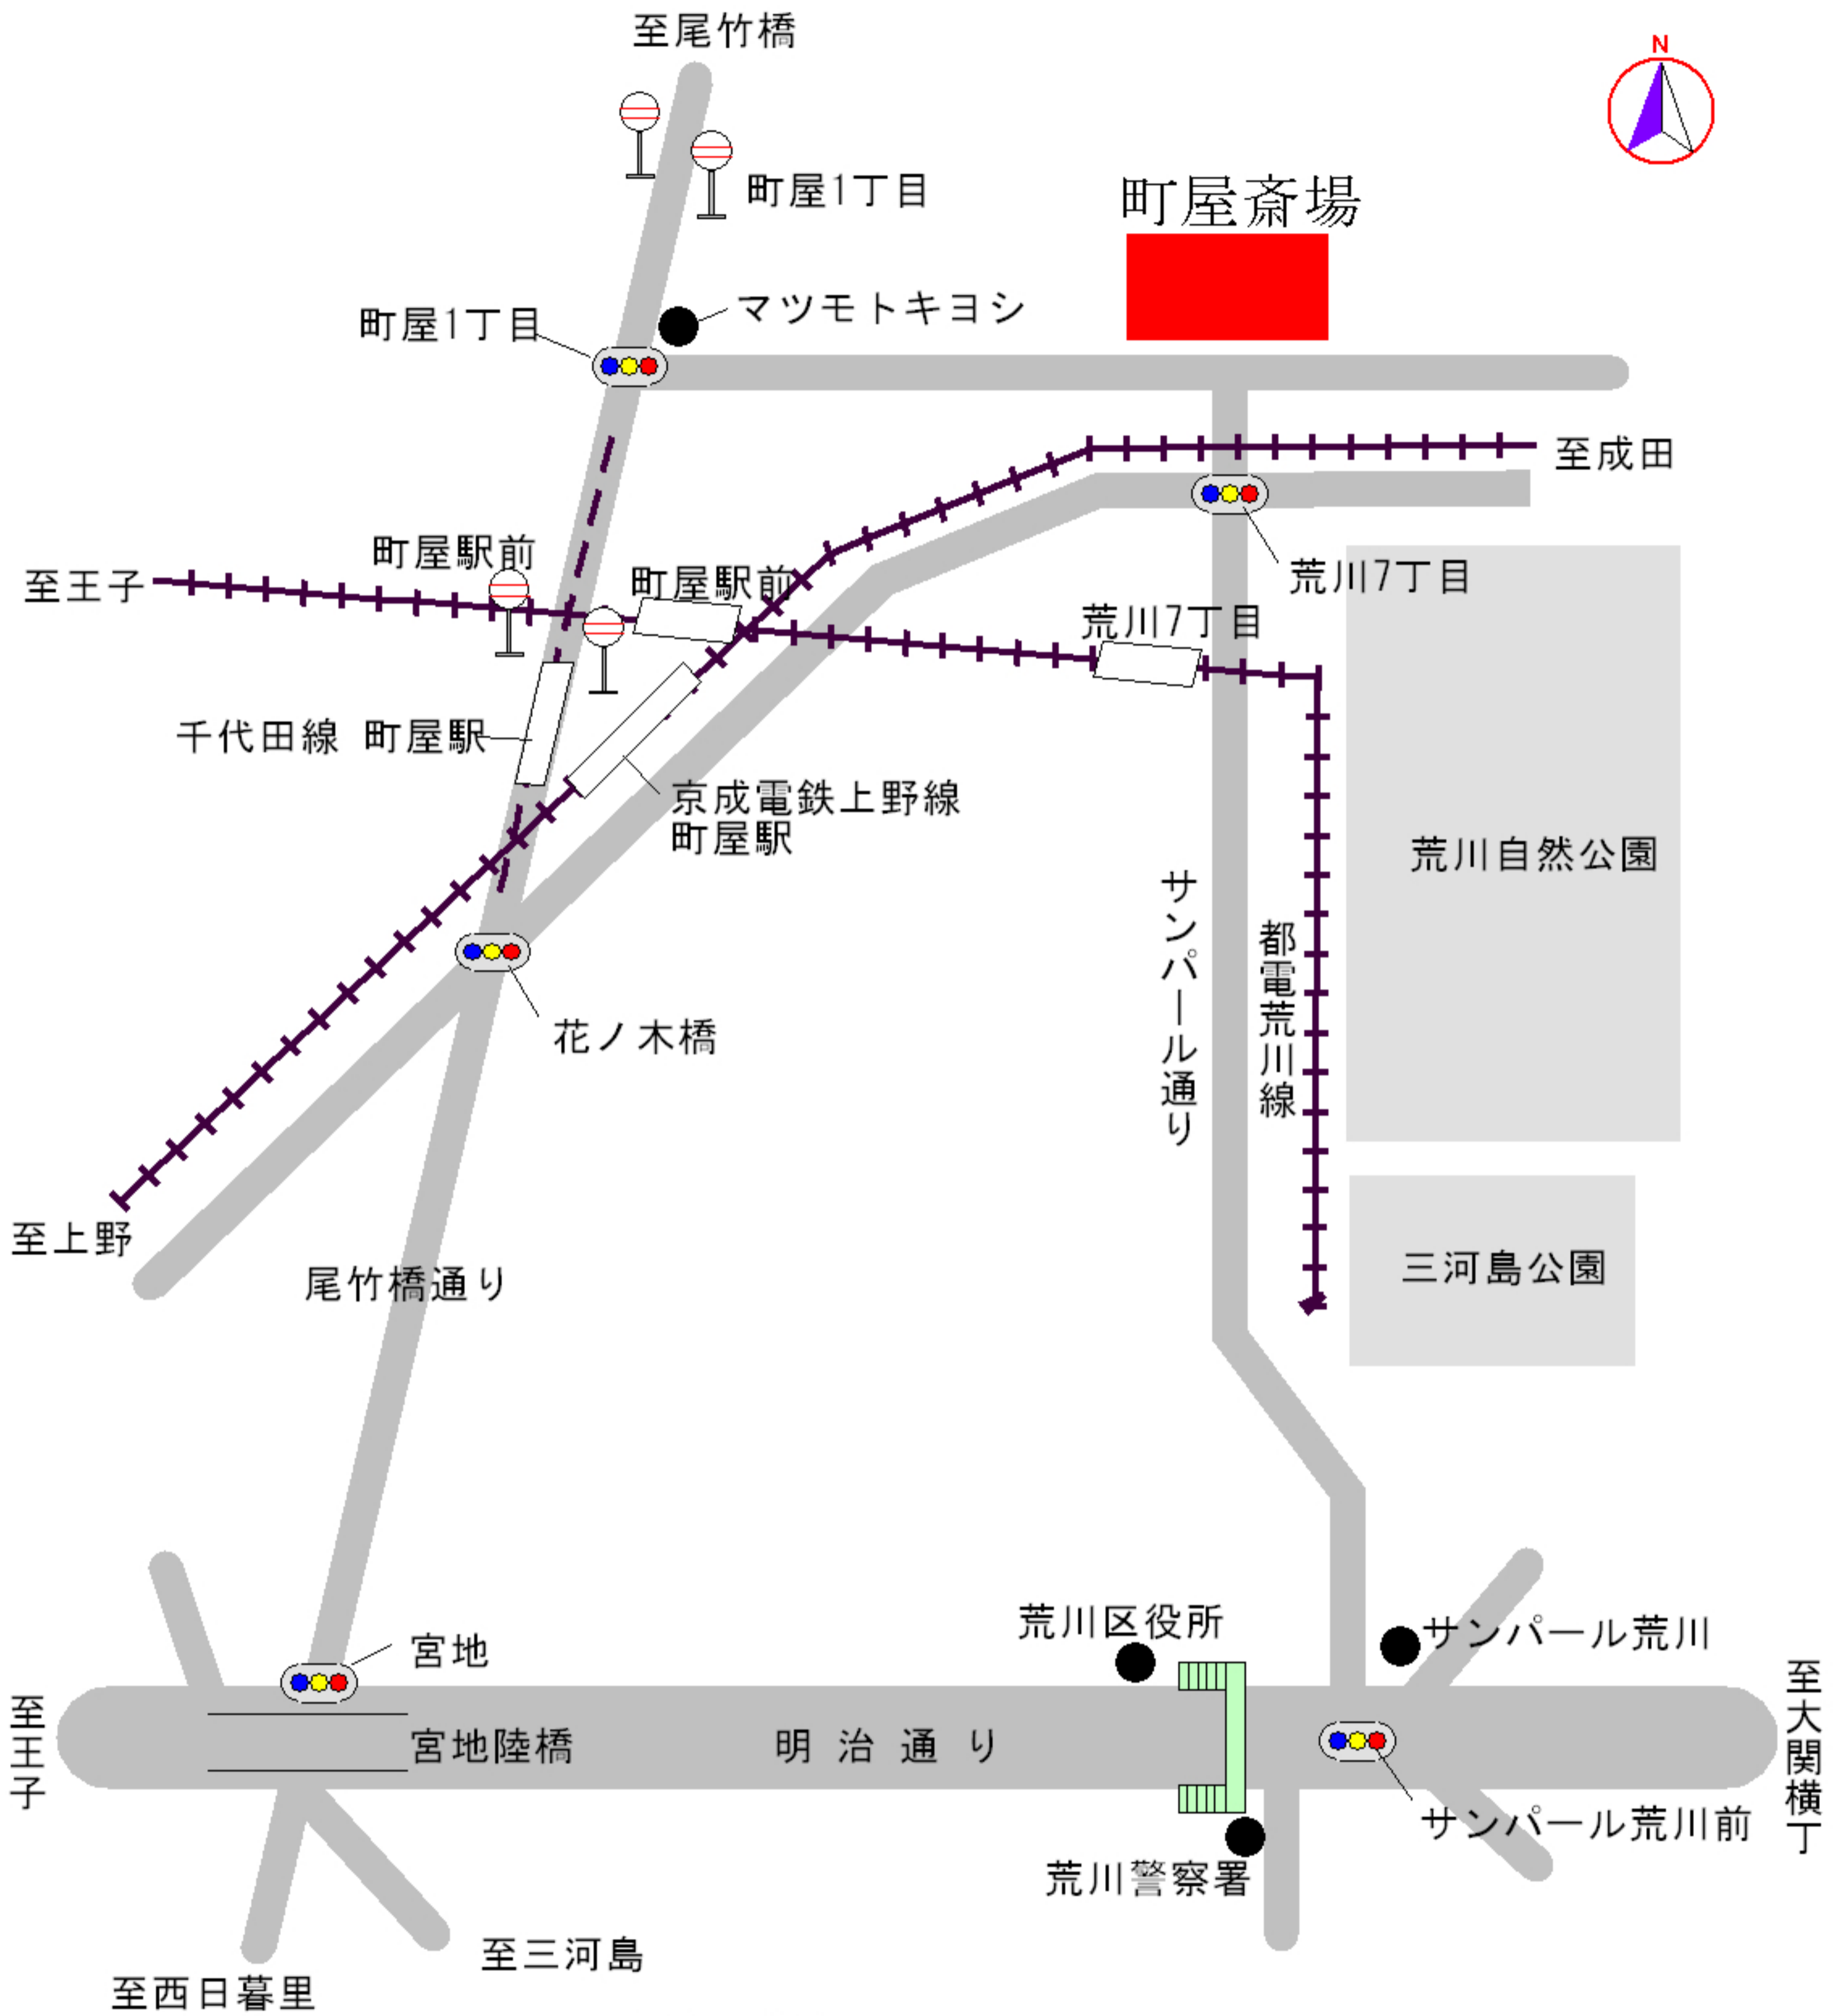 至尾竹橋
N
町屋1丁目
町屋斎場
マツモトキヨシ
町屋1丁目
至成田
町屋駅前
町屋駅前
至王子
荒川7丁目
荒川7丁目
千代田線 町屋駅
京成電鉄上野線
町屋駅
荒川自然公園
サンパール通り
都電荒川線
花ノ木橋
至上野
尾竹橋通り
三河島公園
荒川区役所
サンパール荒川
宮地
至王子
宮地陸橋
明治通り
至大関横丁
サンパール荒川前
荒川警察署
至三河島
至西日暮里